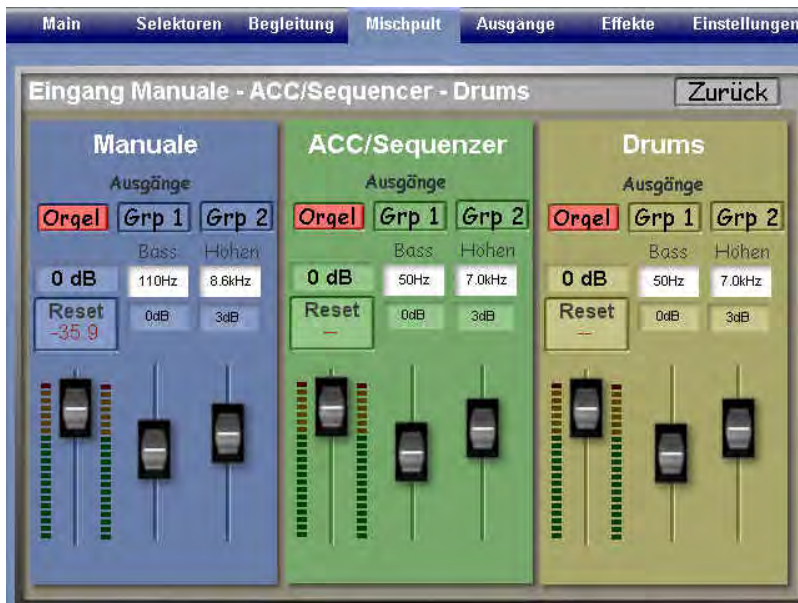 Main Selektoren Begleitung Mischpult Ausgänge Effekte Einstellungen
Eingang Manuale - ACC/Sequencer - Drums Zurück
Manuale
Ausgänge
Orgel Grp 1 Grp 2
Bass Höhen
0 dB 110Hz 8.6kHz
Reset
-35.9 0dB 3dB
ACC/Sequenzer
Ausgänge
Orgel Grp 1 Grp 2
Bass Höhen
0 dB 50Hz 7.0kHz
Reset
-- 0dB 3dB
Drums
Ausgänge
Orgel Grp 1 Grp 2
Bass Höhen
0 dB 50Hz 7.0kHz
Reset
-- 0dB 3dB